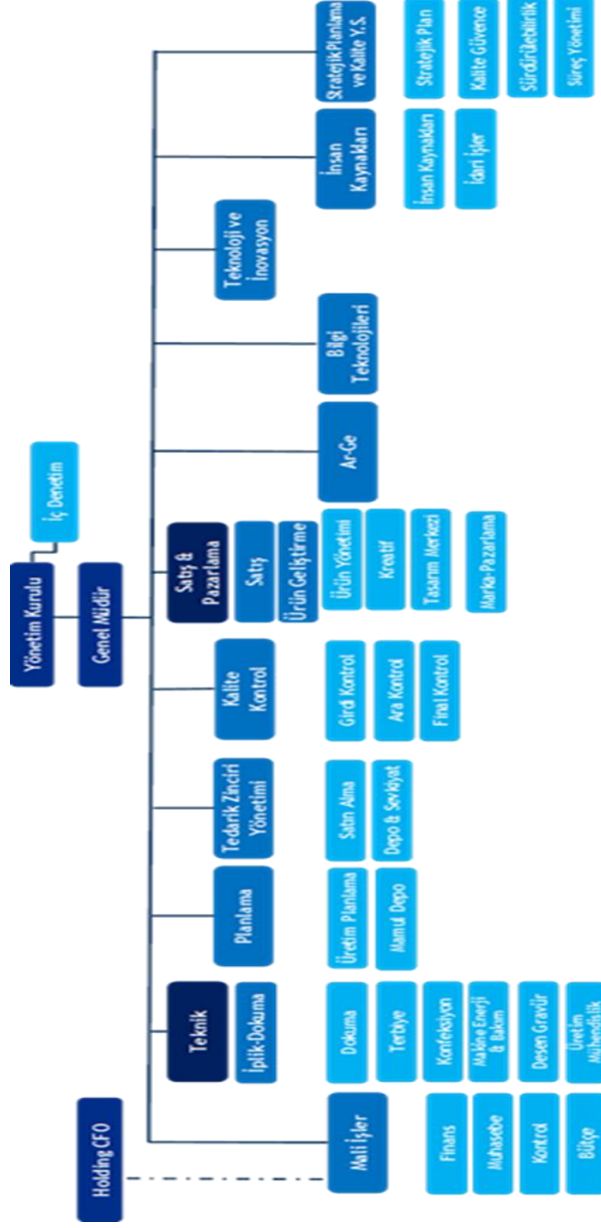 Yönetim Kurulu
İç Denetim
Genel Müdür
Holding CFO
Mali İşler
Finans
Muhasebe
Kontrol
Bütçe
Teknik
İplik-Dokuma
Dokuma
Terbiye
Konfeksiyon
Makine Enerji
& Bakım
Desen Gravür
Üretim
Mühendislik
Planlama
Üretim Planlama
Mamul Depo
Tedarik Zinciri
Yönetimi
Satın Alma
Depo & Sevkiyat
Kalite
Kontrol
Girdi Kontrol
Ara Kontrol
Final Kontrol
Satış &
Pazarlama
Satış
Ürün Geliştirme
Ürün Yönetimi
Kreatif
Tasarım Merkezi
Marka-Pazarlama
Ar-Ge
Bilgi
Teknolojileri
Teknoloji ve
İnovasyon
İnsan
Kaynakları
İnsan Kaynakları
İdari İşler
Stratejik Planlama
ve Kalite Y.S.
Stratejik Plan
Kalite Güvence
Sürdürülebilirlik
Süreç Yönetimi